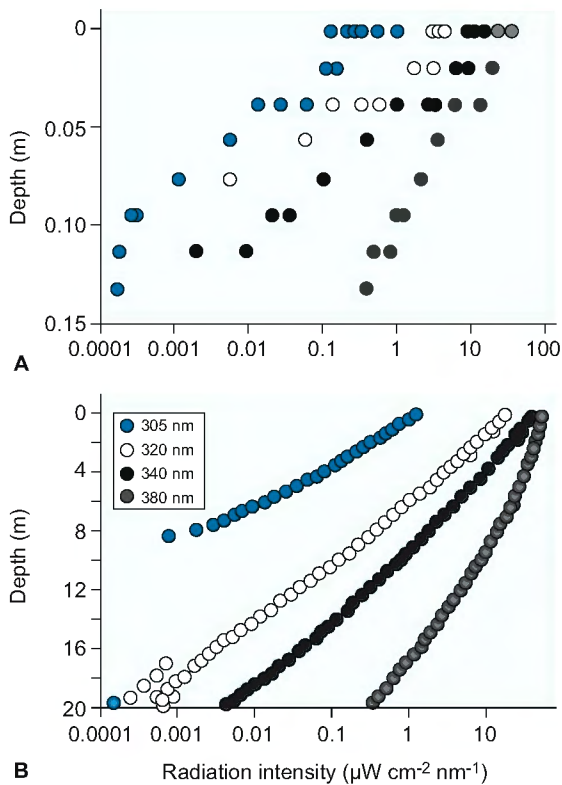 0
0.05
0.10
0.15
Depth (m)
0.0001 0.001 0.01 0.1 1 10 100
A
0
4
8
12
16
20
Depth (m)
305 nm
320 nm
340 nm
380 nm
0.0001 0.001 0.01 0.1 1 10
B
Radiation intensity (µW cm-2 nm-1)